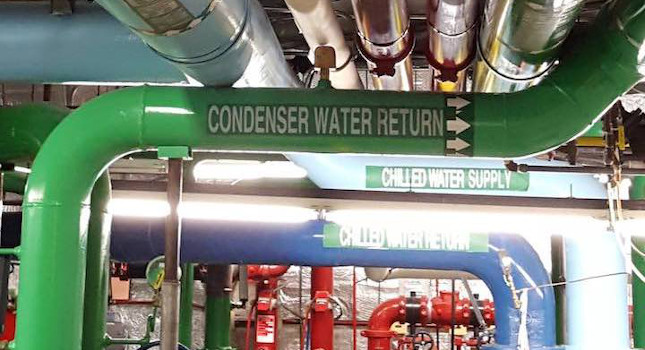 CONDENSER WATER RETURN
CHILLED WATER SUPPLY
CHILLED WATER RETURN